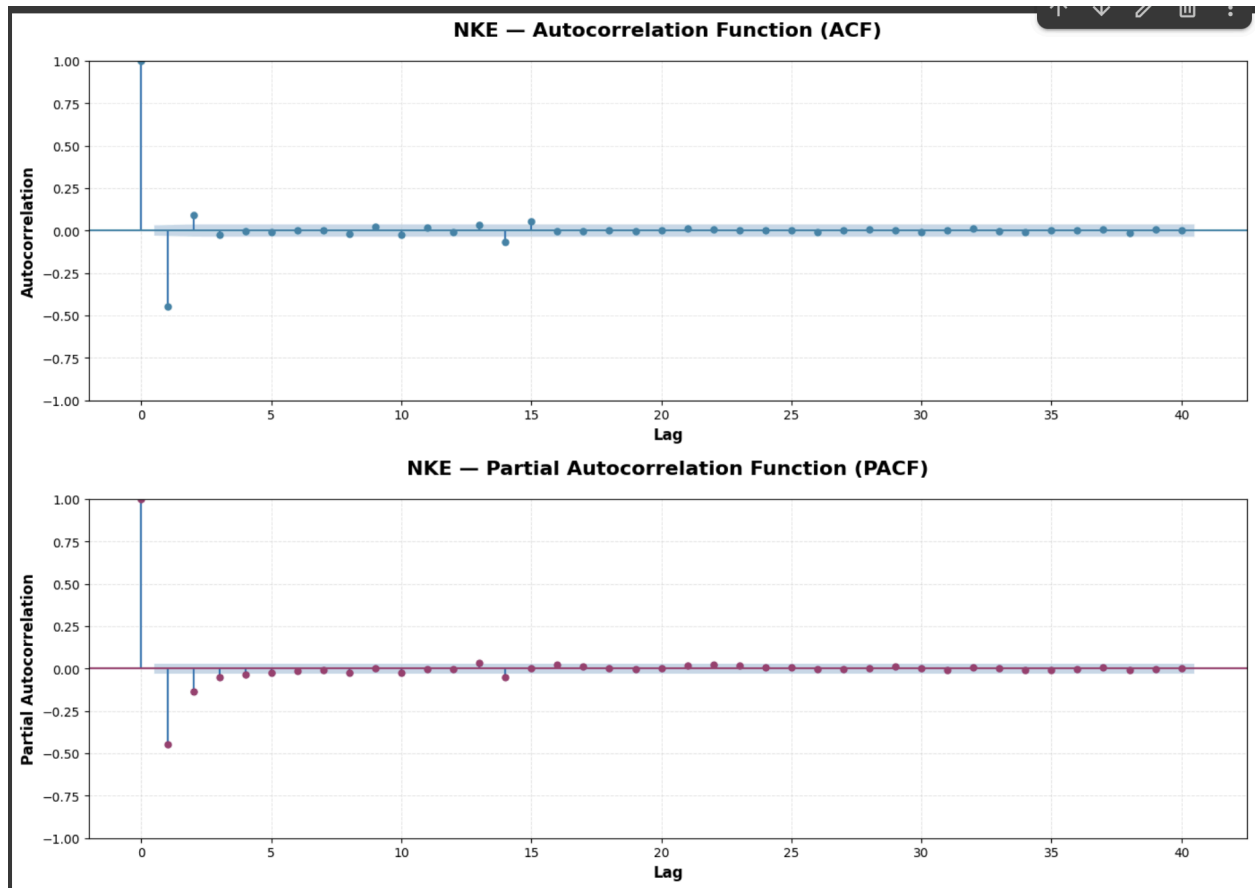 NKE — Autocorrelation Function (ACF)
1.00
0.75
0.50
0.25
0.00
−0.25
−0.50
−0.75
−1.00
Autocorrelation
0 5 10 15 20 25 30 35 40
Lag
NKE — Partial Autocorrelation Function (PACF)
1.00
0.75
0.50
0.25
0.00
−0.25
−0.50
−0.75
−1.00
Partial Autocorrelation
0 5 10 15 20 25 30 35 40
Lag